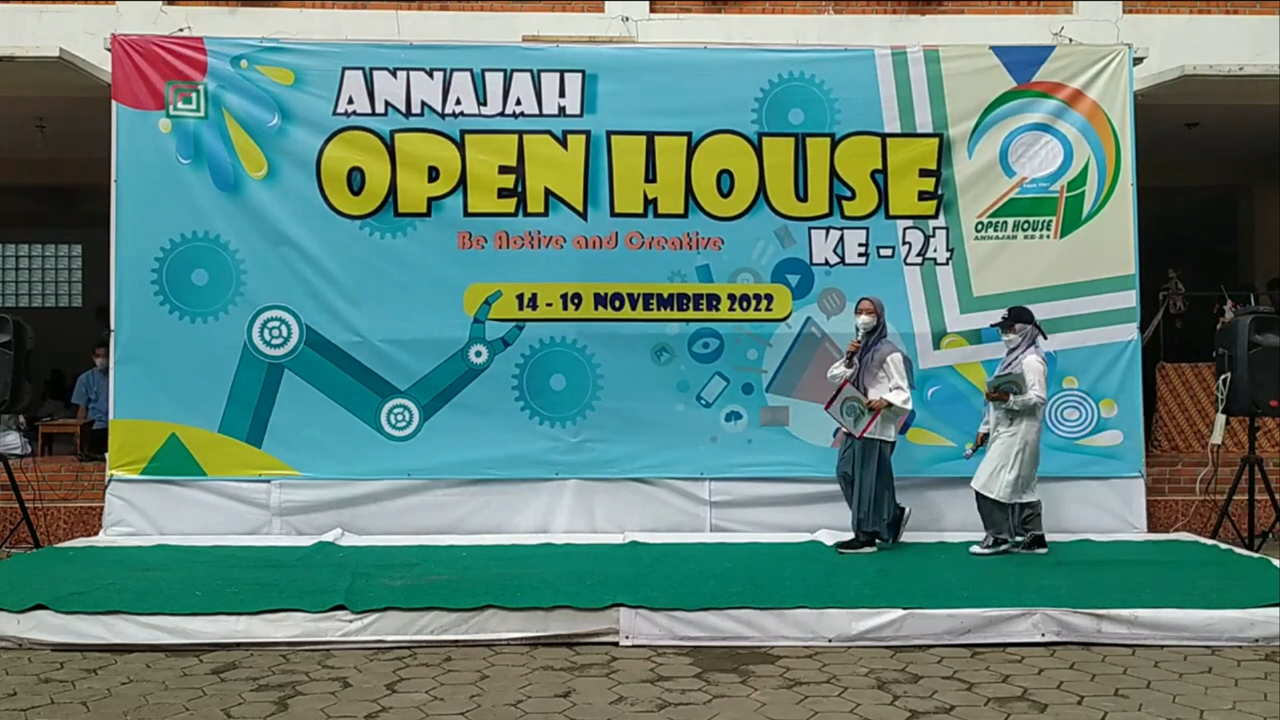 ANNAJAH
OPEN HOUSE
Be Active and Creative
KE - 24
14 - 19 NOVEMBER 2022
OPEN HOUSE
ANNAJAH KE-24